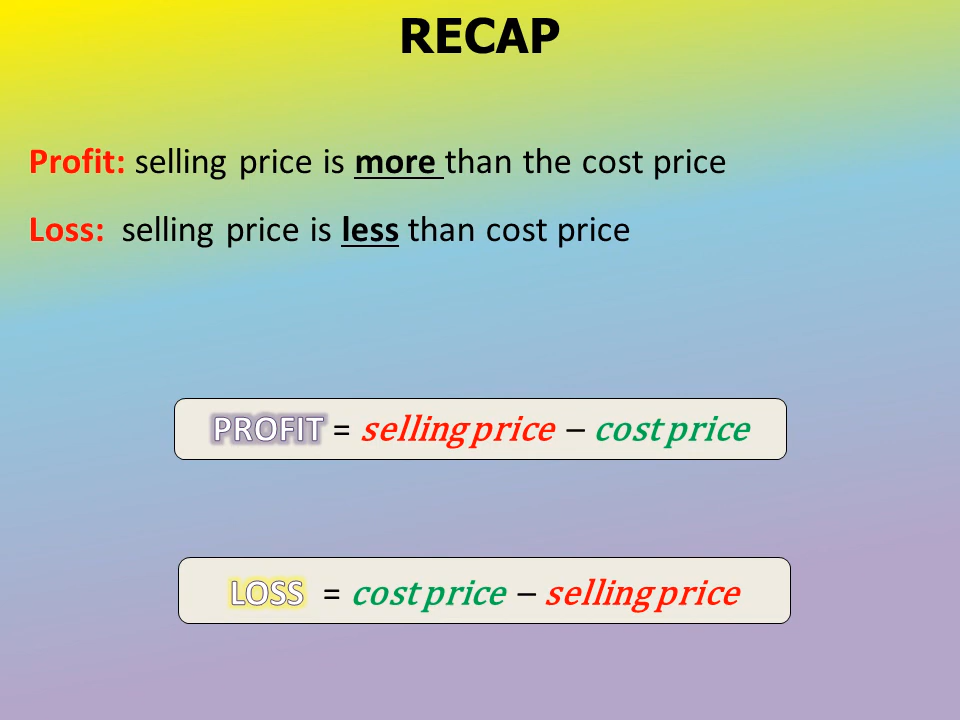 RECAP
Profit: selling price is more than the cost price
Loss: selling price is less than cost price
PROFIT = selling price − cost price
LOSS = cost price − selling price